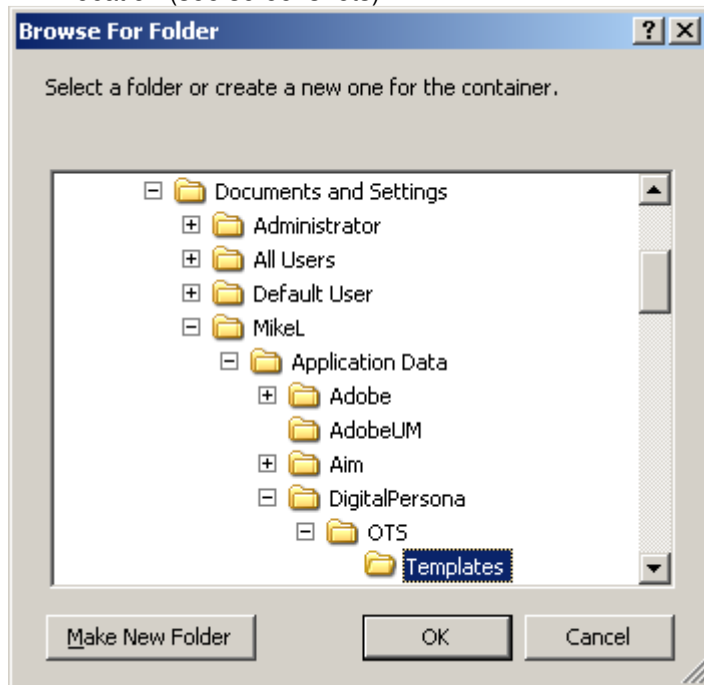 Browse For Folder
Select a folder or create a new one for the container.
Documents and Settings
Administrator
All Users
Default User
MikeL
Application Data
Adobe
AdobeUM
Aim
DigitalPersona
OTS
Templates
Make New Folder OK Cancel